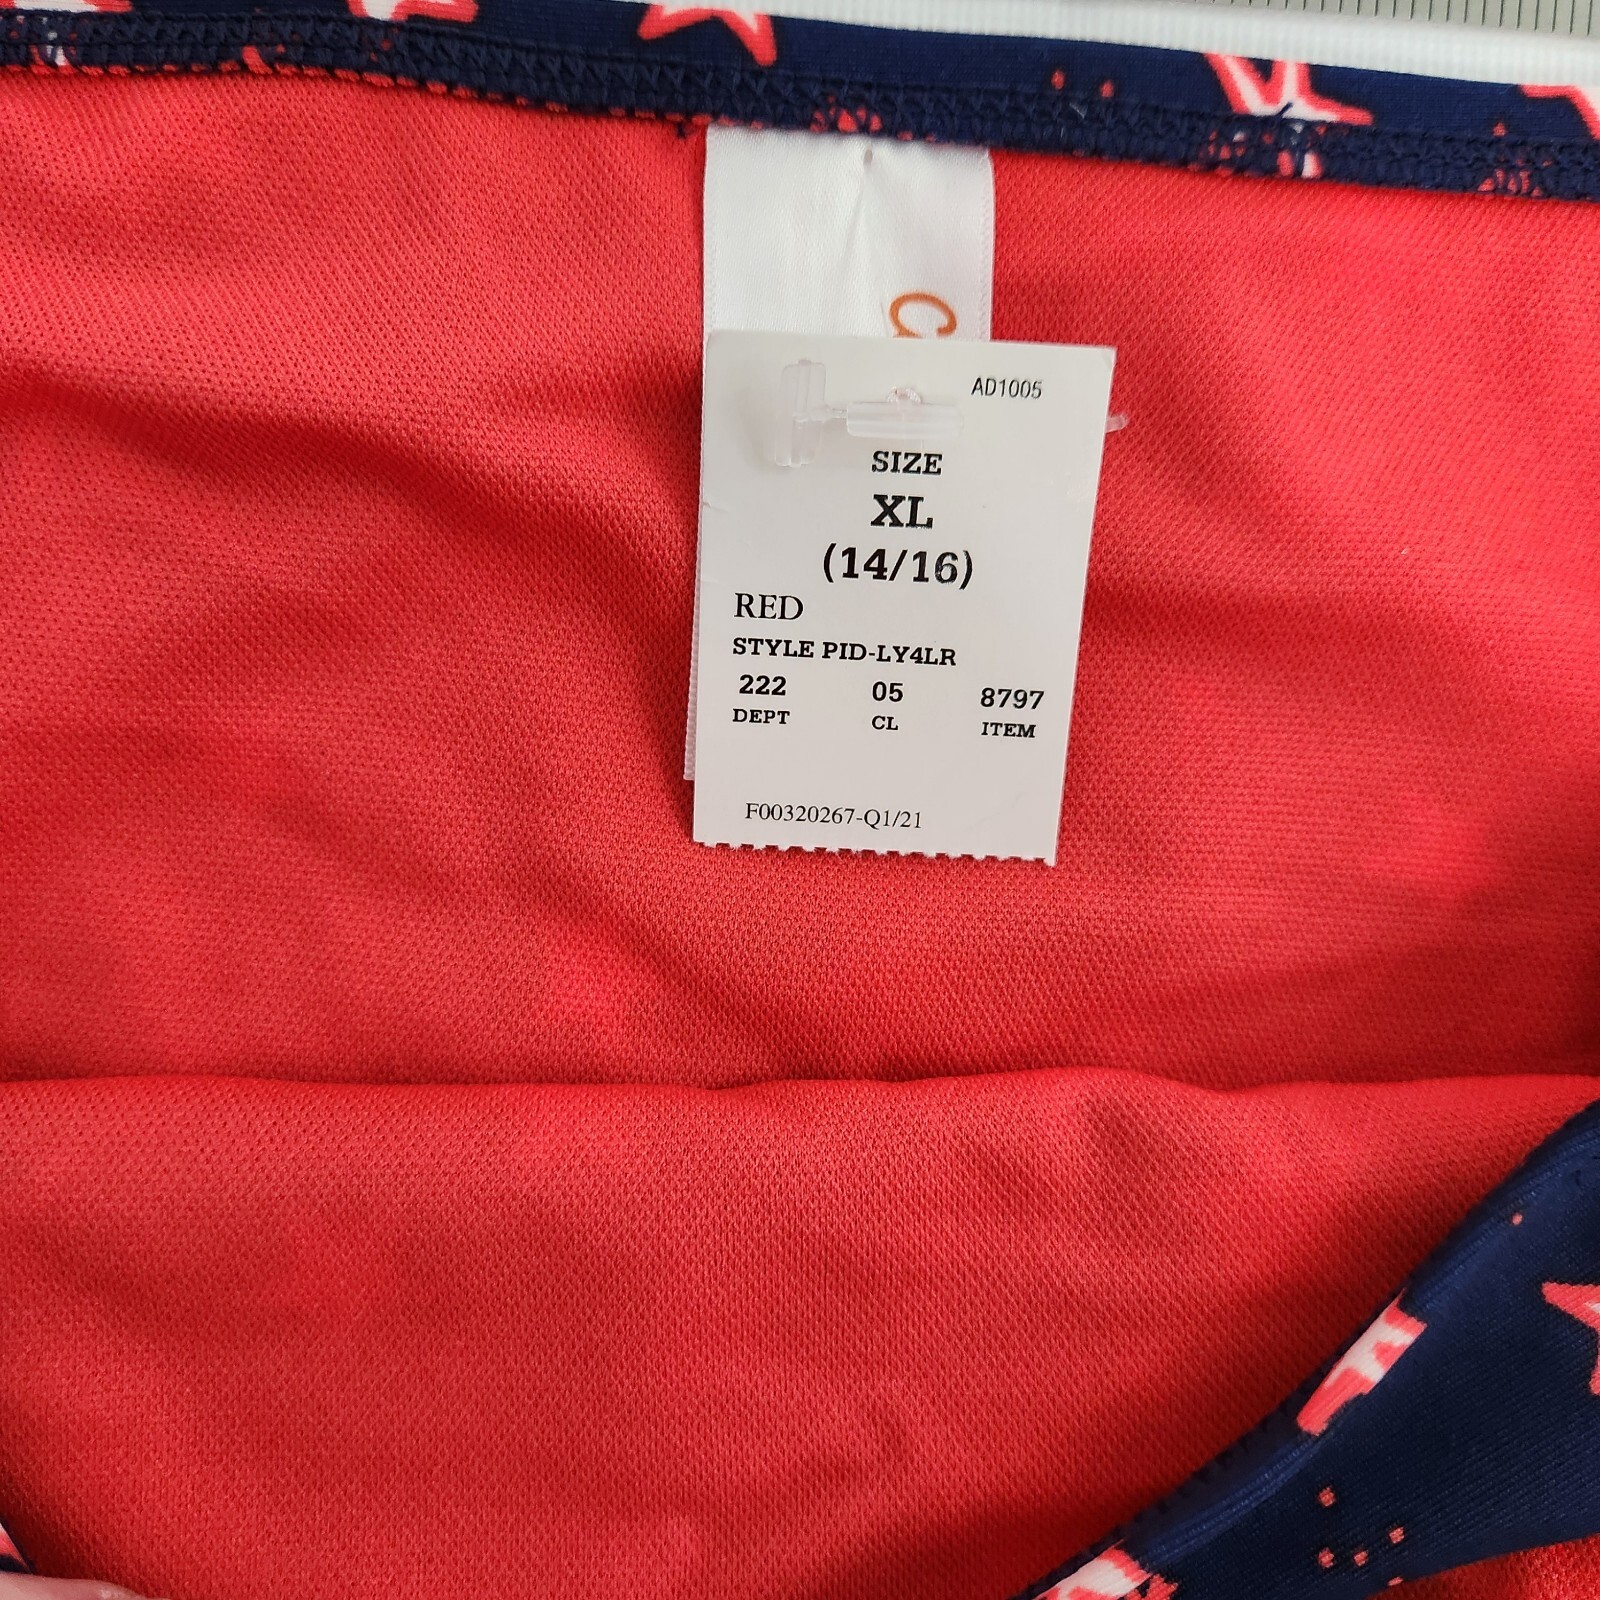 AD1005
SIZE
XL
(14/16)
RED
STYLE PID-LY4LR
222 05 8797
DEPT CL ITEM
F00320267-Q1/21